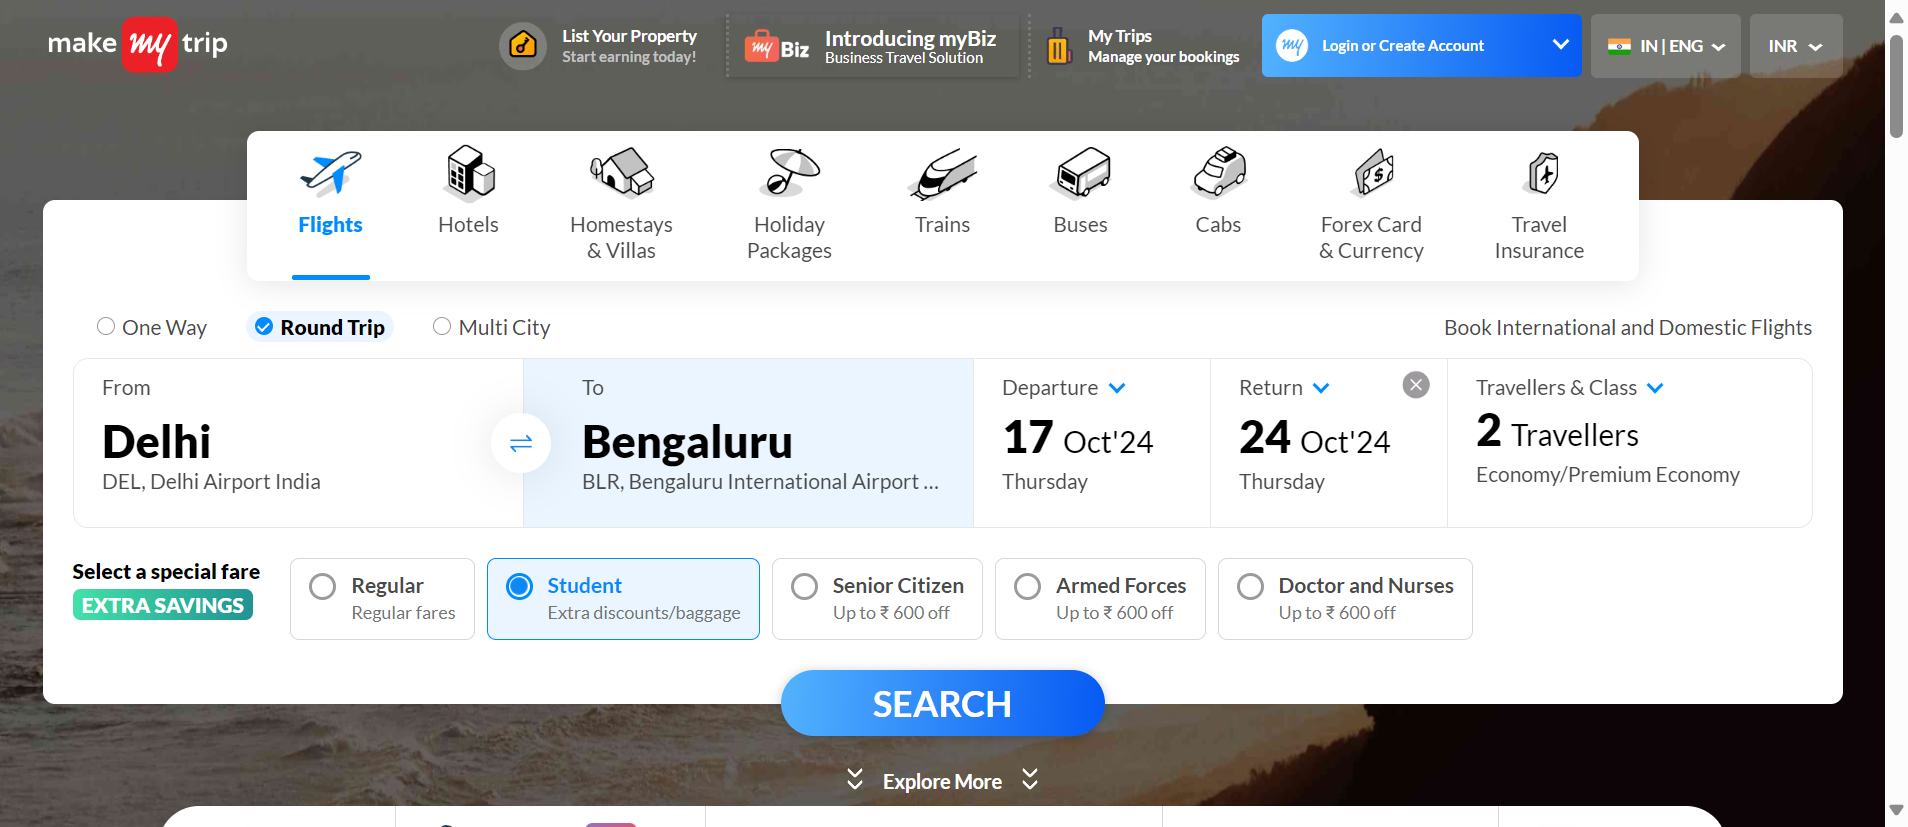 make my trip
List Your Property
Start earning today!
my Biz
Introducing myBiz
Business Travel Solution
My Trips
Manage your bookings
my
Login or Create Account
IN | ENG
INR
Flights
Hotels
Homestays
& Villas
Holiday
Packages
Trains
Buses
Cabs
Forex Card
& Currency
Travel
Insurance
One Way
Round Trip
Multi City
Book International and Domestic Flights
From
Delhi
DEL, Delhi Airport India
To
Bengaluru
BLR, Bengaluru International Airport ...
Departure
17 Oct'24
Thursday
Return
24 Oct'24
Thursday
Travellers & Class
2 Travellers
Economy/Premium Economy
Select a special fare
EXTRA SAVINGS
Regular
Regular fares
Student
Extra discounts/baggage
Senior Citizen
Up to ₹ 600 off
Armed Forces
Up to ₹ 600 off
Doctor and Nurses
Up to ₹ 600 off
SEARCH
Explore More